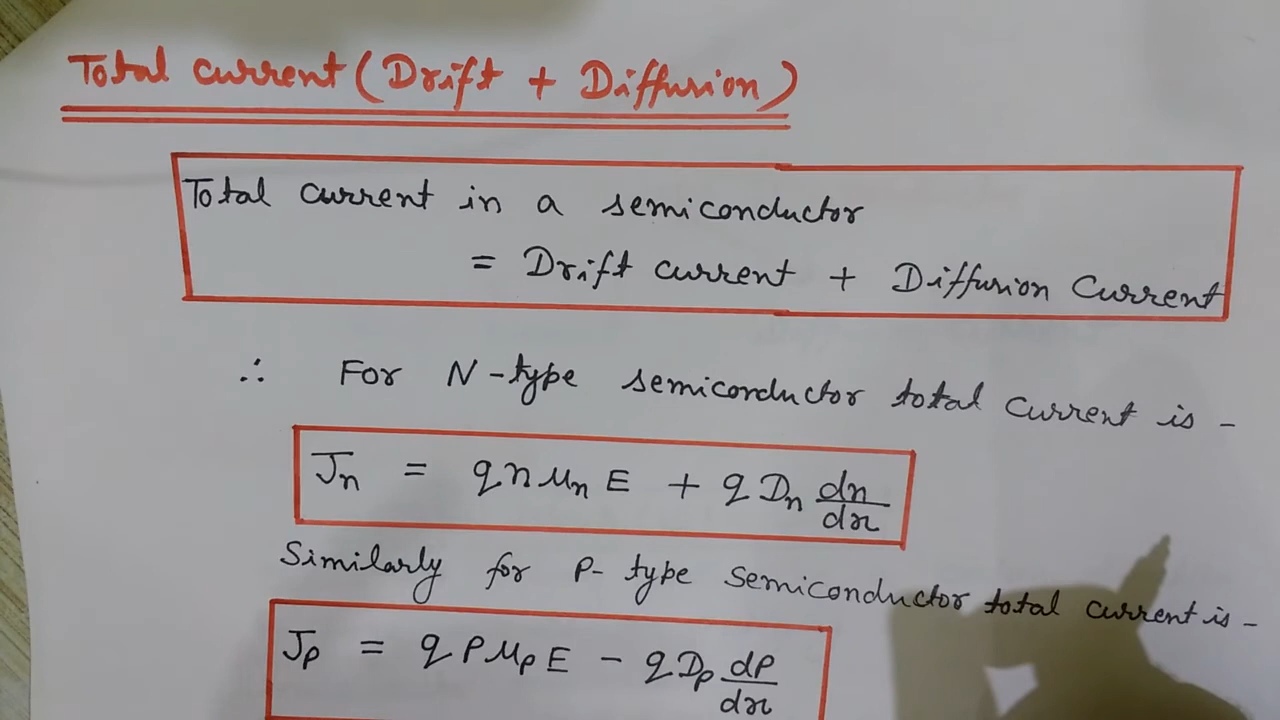 Total current (Drift + Diffusion)
Total current in a semiconductor
= Drift current + Diffusion Current
∴ For N-type semiconductor total current is -
Jn = qnμnE + qDn dn/dx
Similarly for P-type semiconductor total current is -
Jp = qPμpE - qDp dP/dx